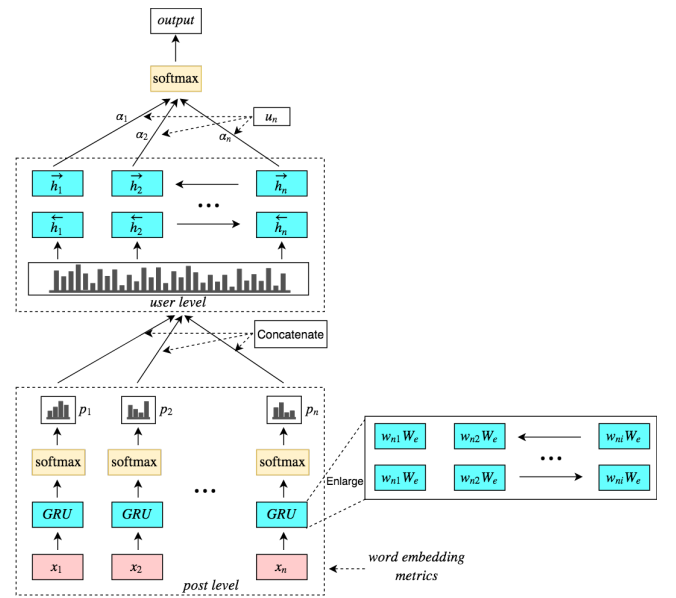 output
softmax
α₁
α₂
αₙ
uₙ
→h₁
→h₂
→hₙ
...
←h₁
←h₂
←hₙ
user level
Concatenate
p₁
p₂
pₙ
softmax
softmax
softmax
...
GRU
GRU
GRU
x₁
x₂
xₙ
post level
Enlarge
wₙ₁Wₑ
wₙ₂Wₑ
wₙᵢWₑ
...
wₙ₁Wₑ
wₙ₂Wₑ
wₙᵢWₑ
word embedding
metrics